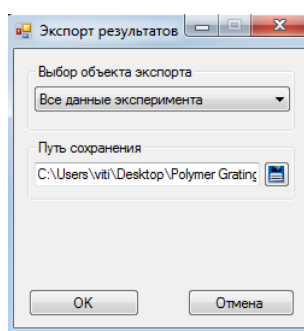 Экспорт результатов
Выбор объекта экспорта
Все данные эксперимента
Путь сохранения
C:\Users\viti\Desktop\Polymer Grating
OK
Отмена